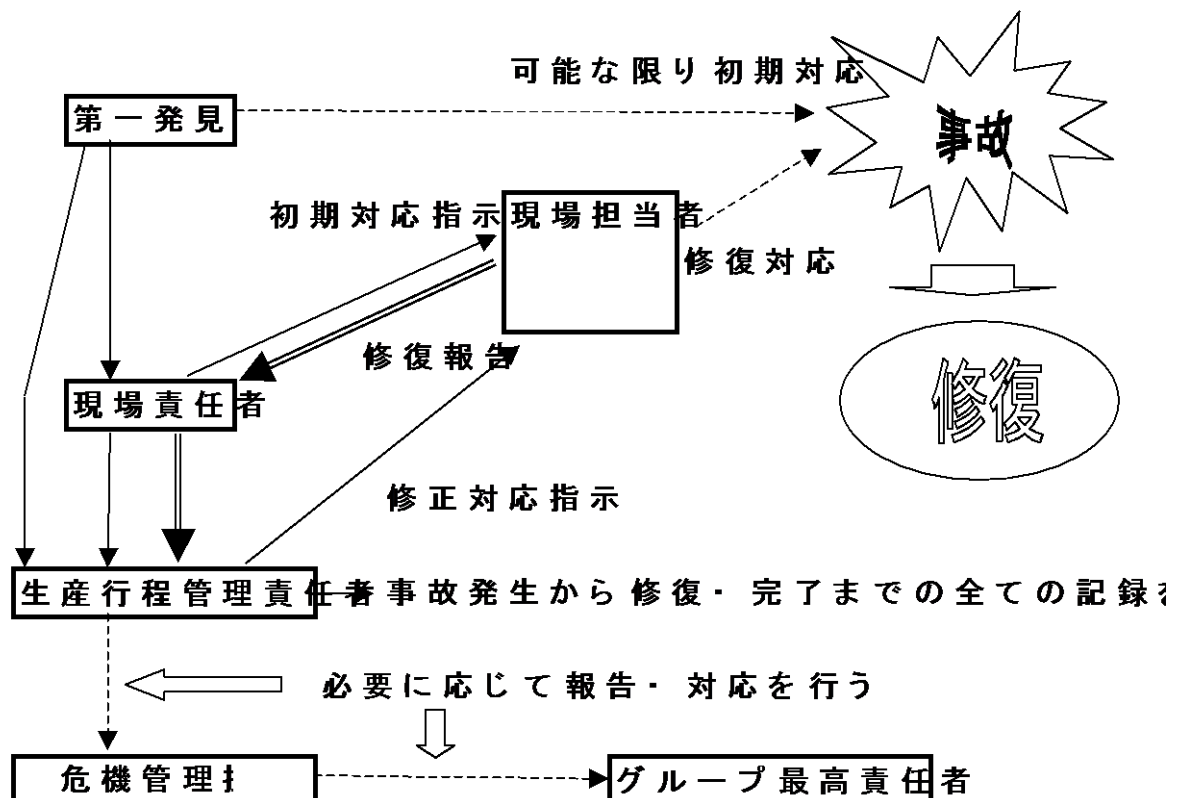 可能な限り初期対応
第一発見
事故
初期対応指示
現場担当者
修復対応
修復報告
修復
現場責任者
修正対応指示
生産行程管理責任者
事故発生から修復・完了までの全ての記録
必要に応じて報告・対応を行う
危機管理
グループ最高責任者